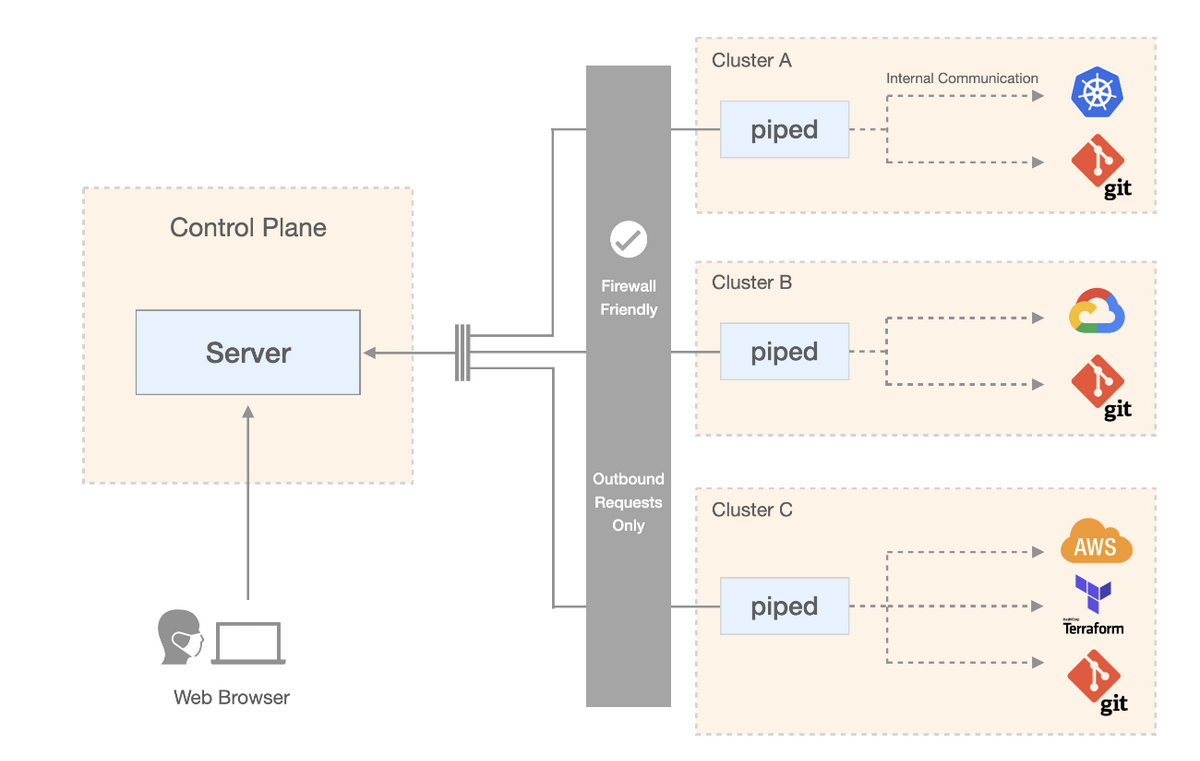 Control Plane
Server
Web Browser
Firewall
Friendly
Outbound
Requests
Only
Cluster A
piped
Internal Communication
git
Cluster B
piped
git
Cluster C
piped
AWS
HashiCorp
Terraform
git